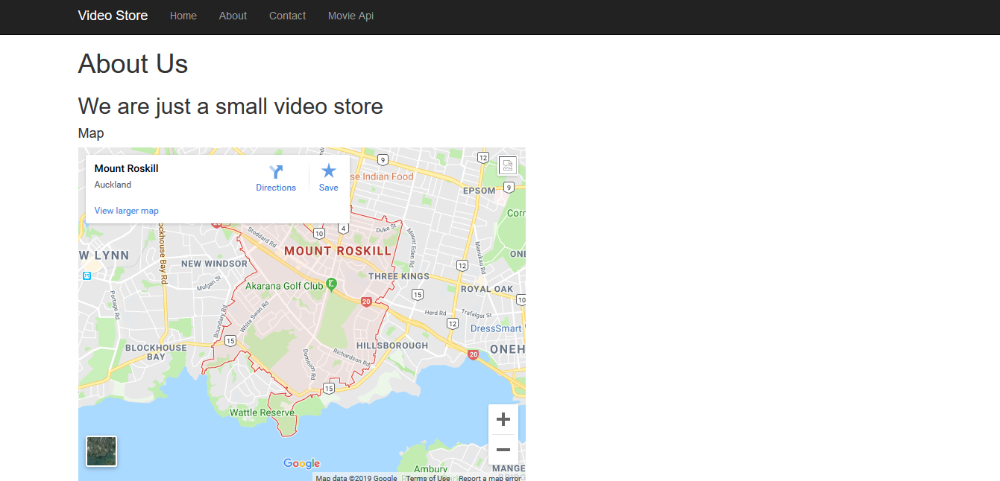 Video Store Home About Contact Movie Api
About Us
We are just a small video store
Map
Mount Roskill
Auckland
Directions
Save
View larger map
9
12
se Indian Food
EPSOM
9
Corn
20
10
4
Duke St
Stoddard Rd
Mount Eden Rd
MOUNT ROSKILL
W LYNN
ockhouse Bay Rd
NEW WINDSOR
Manukau Rd
ONE
12
THREE KINGS
Mulgan St
Akarana Golf Club
ROYAL OAK
15
10
Portage Rd
20
White Swan Rd
Boundary Rd
Herd Rd
Trafalgar St
12
DressSmart
15
BLOCKHOUSE
BAY
HILLSBOROUGH
ONEH
20
Richardson Rd
Dominion Rd
15
Wattle Reserve
Google
Ambury
MANGE
BRIDG
Map data ©2019 Google
Terms of Use
Report a map error